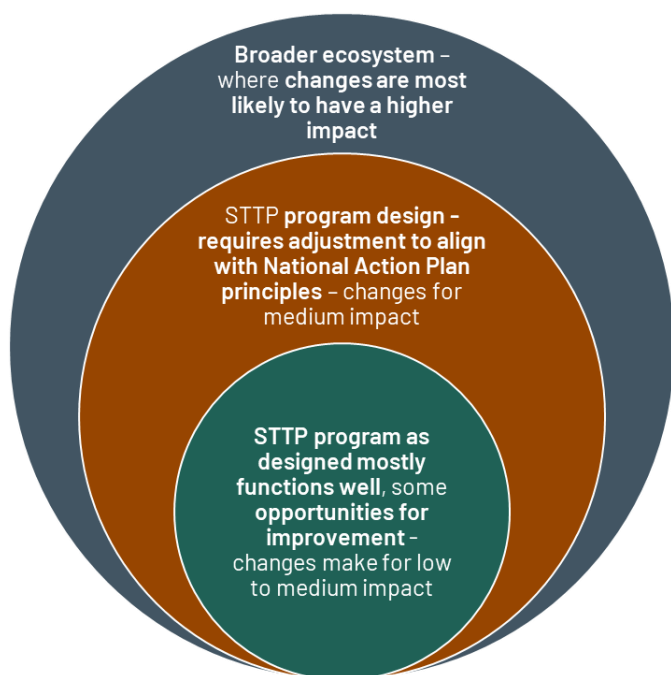 Broader ecosystem –
where changes are most
likely to have a higher
impact
STTP program design -
requires adjustment to align
with National Action Plan
principles – changes for
medium impact
STTP program as
designed mostly
functions well, some
opportunities for
improvement -
changes make for low
to medium impact